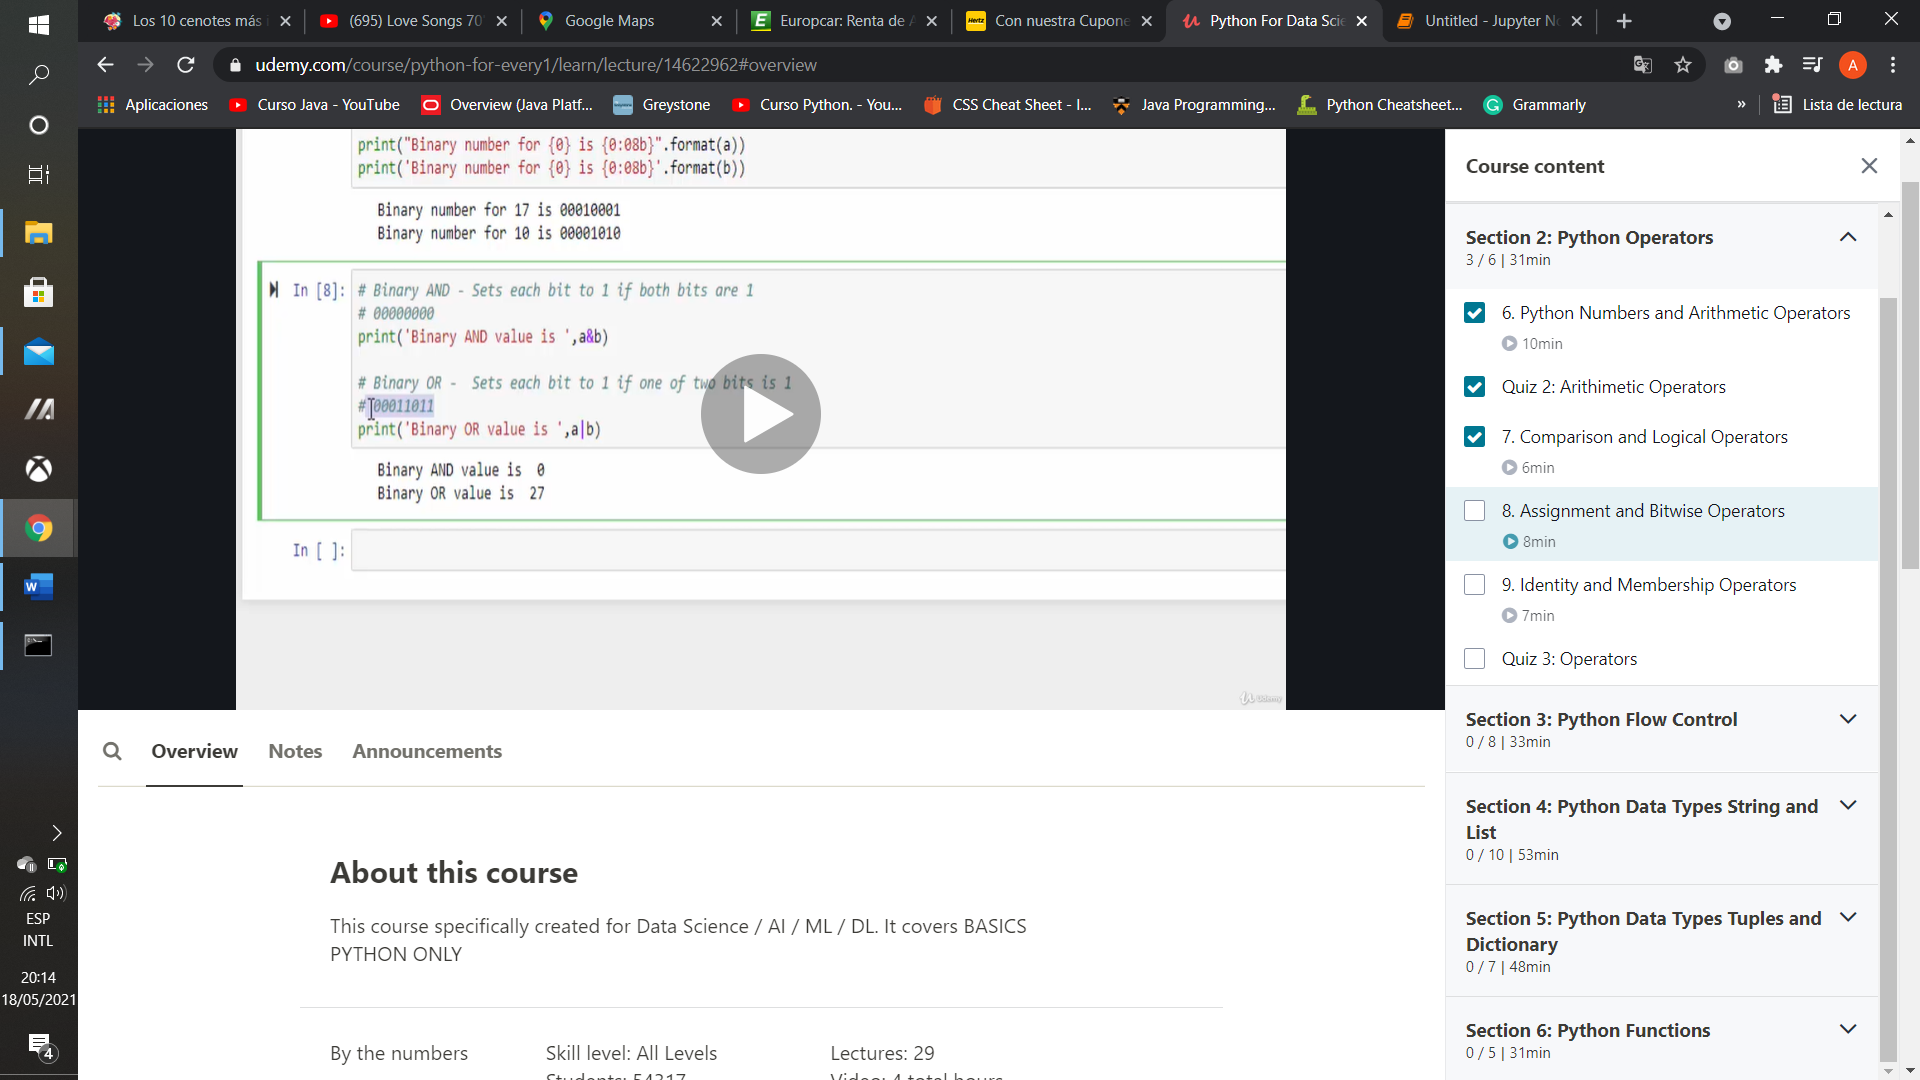 Los 10 cenotes más
(695) Love Songs 70
Google Maps
Europcar: Renta de A
Hertz
Con nuestra Cupone
Python For Data Scie
Untitled - Jupyter No
udemy.com/course/python-for-every1/learn/lecture/14622962#overview
A
Aplicaciones
Curso Java - YouTube
Overview (Java Platf...
Greystone
Curso Python. - You...
CSS Cheat Sheet - I...
Java Programming...
Python Cheatsheet...
Grammarly
»
Lista de lectura
print("Binary number for {0} is {0:08b}".format(a))
print('Binary number for {0} is {0:08b}'.format(b))
Binary number for 17 is 00010001
Binary number for 10 is 00001010
In [8]:
# Binary AND - Sets each bit to 1 if both bits are 1
# 00000000
print('Binary AND value is ',a&b)
# Binary OR -  Sets each bit to 1 if one of two bits is 1
# 00011011
print('Binary OR value is ',a|b)
Binary AND value is  0
Binary OR value is  27
In [ ]:
Udemy
Course content
Section 2: Python Operators
3 / 6 | 31min
6. Python Numbers and Arithmetic Operators
10min
Quiz 2: Arithimetic Operators
7. Comparison and Logical Operators
6min
8. Assignment and Bitwise Operators
8min
9. Identity and Membership Operators
7min
Quiz 3: Operators
Section 3: Python Flow Control
0 / 8 | 33min
Section 4: Python Data Types String and
List
0 / 10 | 53min
Section 5: Python Data Types Tuples and
Dictionary
0 / 7 | 48min
Section 6: Python Functions
0 / 5 | 31min
Overview
Notes
Announcements
About this course
This course specifically created for Data Science / AI / ML / DL. It covers BASICS
PYTHON ONLY
By the numbers
Skill level: All Levels
Students: 54317
Lectures: 29
Video: 4 total hours
ESP
INTL
20:14
18/05/2021
4